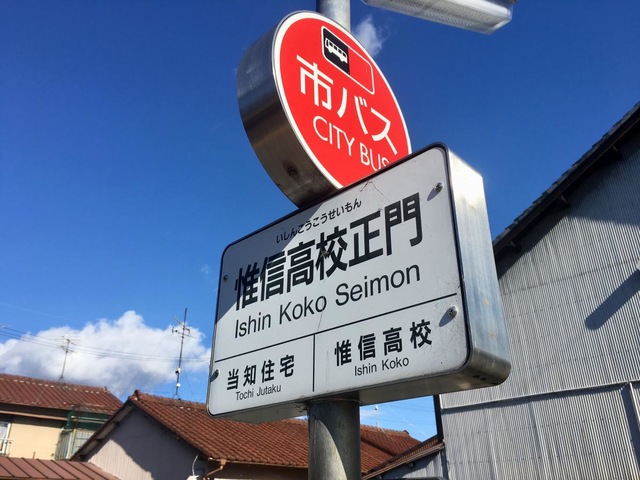 市バス
CITY BUS
いしんこうこうせいもん
惟信高校正門
Ishin Koko Seimon
当知住宅
Tochi Jutaku
惟信高校
Ishin Koko